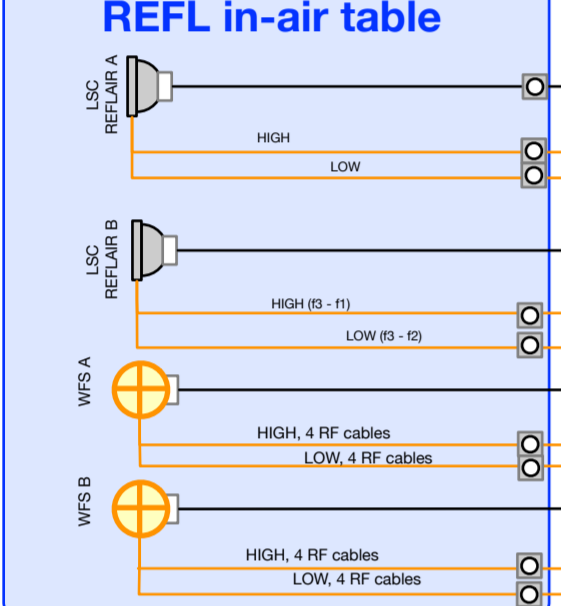 REFL in-air table
LSC
REFLAIR A
HIGH
LOW
LSC
REFLAIR B
HIGH (f3 - f1)
LOW (f3 - f2)
WFS A
HIGH, 4 RF cables
LOW, 4 RF cables
WFS B
HIGH, 4 RF cables
LOW, 4 RF cables